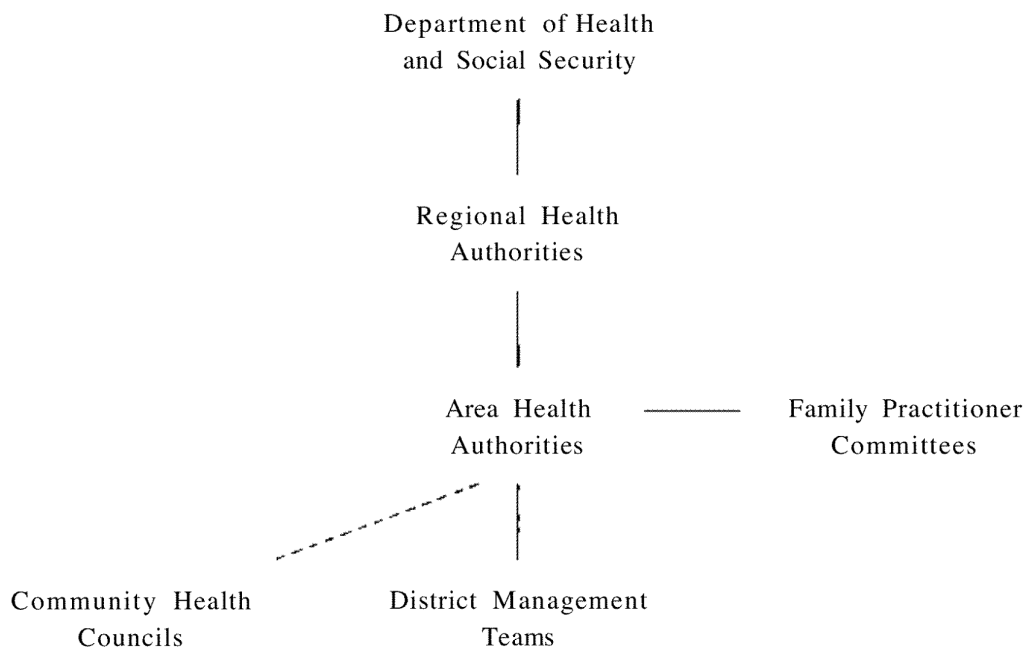 Department of Health
and Social Security
Regional Health
Authorities
Area Health
Authorities
Family Practitioner
Committees
Community Health
Councils
District Management
Teams